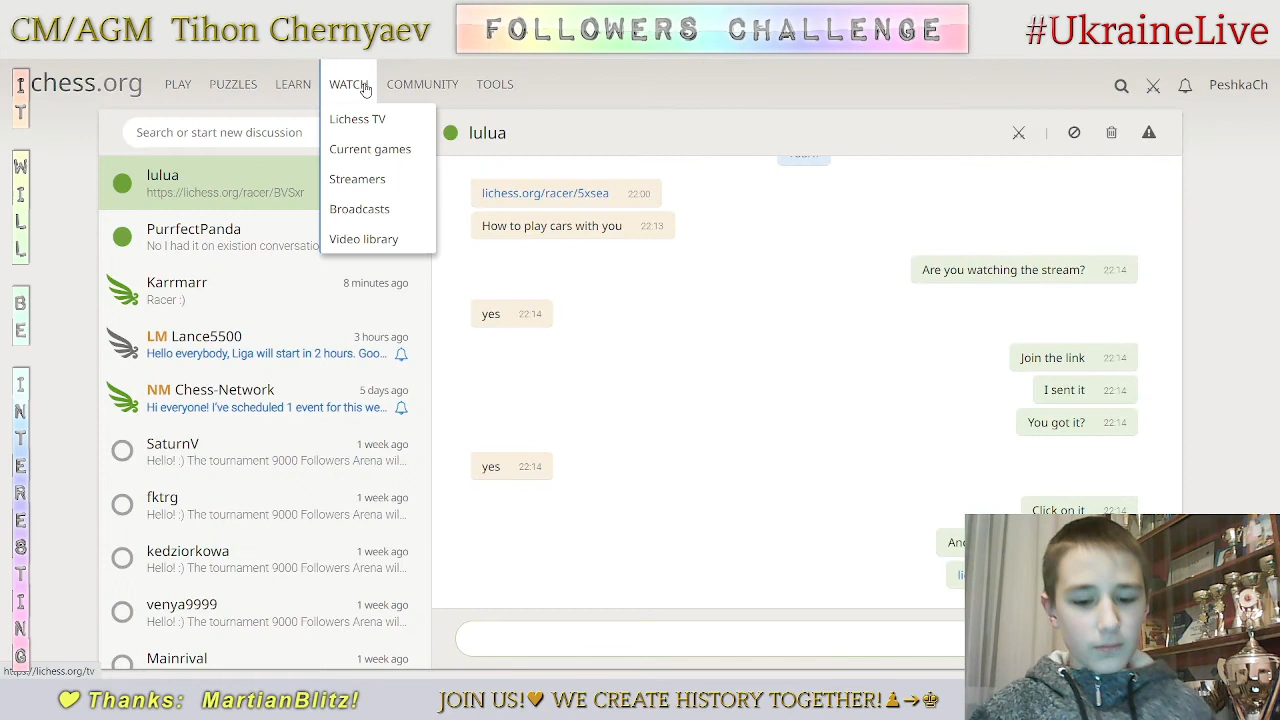 CM/AGM Tihon Chernyaev
FOLLOWERS CHALLENGE
#UkraineLive
IT
WILL
BE
INTERESTING
lichess.org
PLAY
PUZZLES
LEARN
WATCH
COMMUNITY
TOOLS
PeshkaCh
Lichess TV
Current games
Streamers
Broadcasts
Video library
Search or start new discussion
lulua
https://lichess.org/racer/BVSxr
PurrfectPanda
No I had it on existion conversatio
Karrmarr
8 minutes ago
Racer :)
LM Lance5500
3 hours ago
Hello everybody, Liga will start in 2 hours. Goo...
NM Chess-Network
5 days ago
Hi everyone! I've scheduled 1 event for this we...
SaturnV
1 week ago
Hello! :) The tournament 9000 Followers Arena wil...
fktrg
1 week ago
Hello! :) The tournament 9000 Followers Arena wil...
kedziorkowa
1 week ago
Hello! :) The tournament 9000 Followers Arena wil...
venya9999
1 week ago
Hello! :) The tournament 9000 Followers Arena wil...
Mainrival
1 week ago
lulua
lichess.org/racer/5xsea 22:00
How to play cars with you 22:13
Are you watching the stream? 22:14
yes 22:14
Join the link 22:14
I sent it 22:14
You got it? 22:14
yes 22:14
Click on it 22:14
https://lichess.org/tv
Thanks: MartianBlitz!
JOIN US! WE CREATE HISTORY TOGETHER!